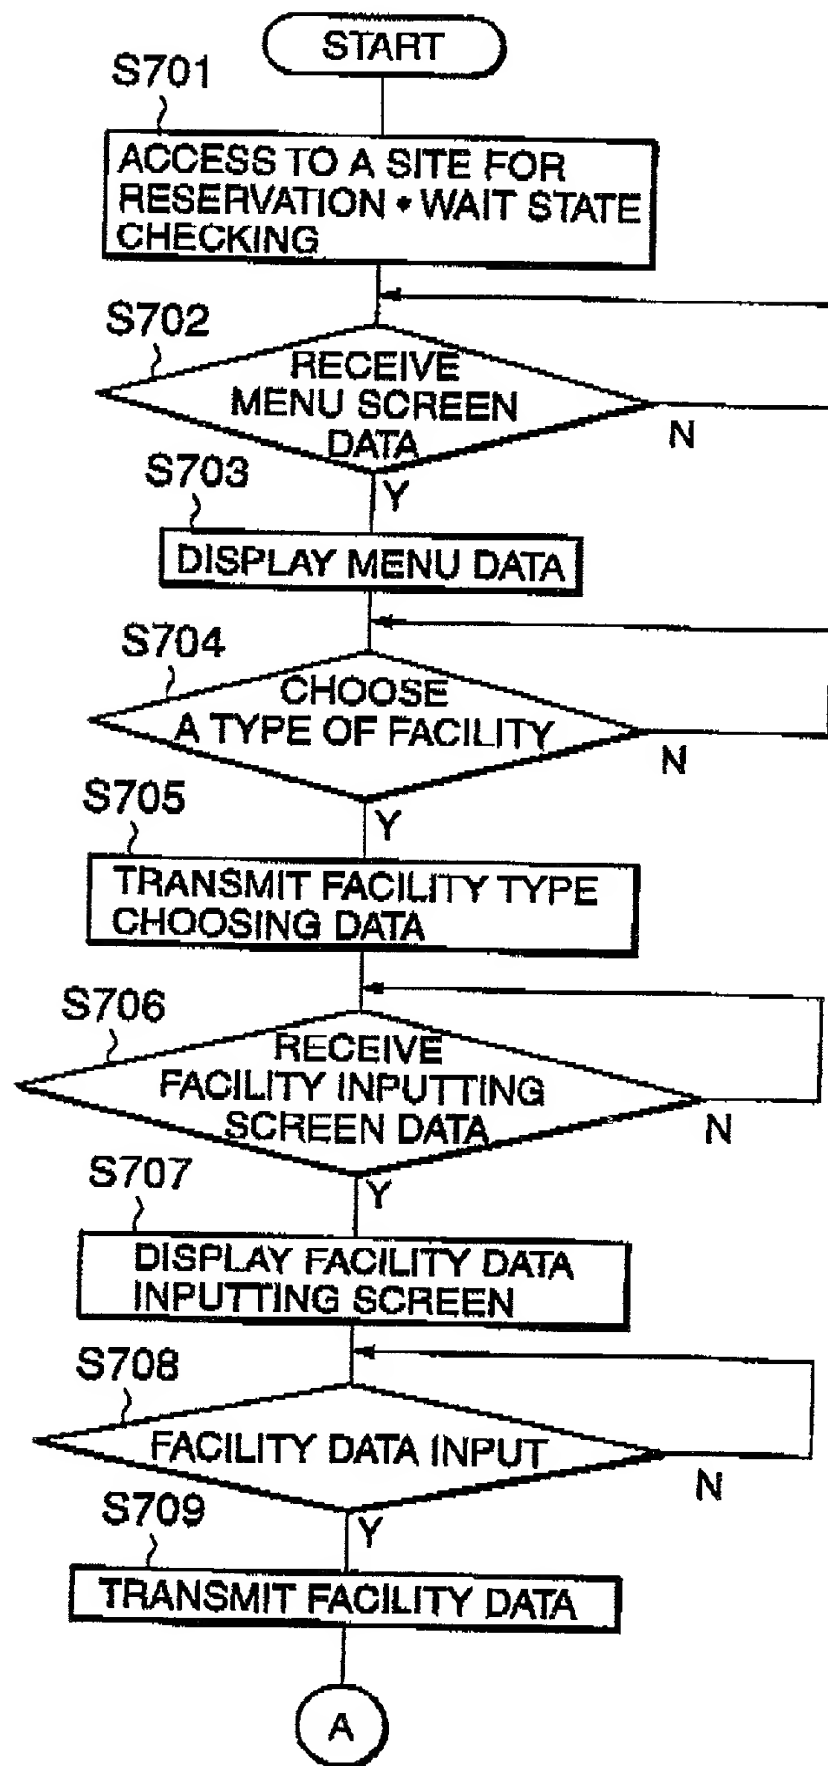 START
S701
ACCESS TO A SITE FOR
RESERVATION • WAIT STATE
CHECKING
S702
RECEIVE
MENU SCREEN
DATA
N
Y
S703
DISPLAY MENU DATA
S704
CHOOSE
A TYPE OF FACILITY
N
Y
S705
TRANSMIT FACILITY TYPE
CHOOSING DATA
S706
RECEIVE
FACILITY INPUTTING
SCREEN DATA
N
Y
S707
DISPLAY FACILITY DATA
INPUTTING SCREEN
S708
FACILITY DATA INPUT
N
Y
S709
TRANSMIT FACILITY DATA
A